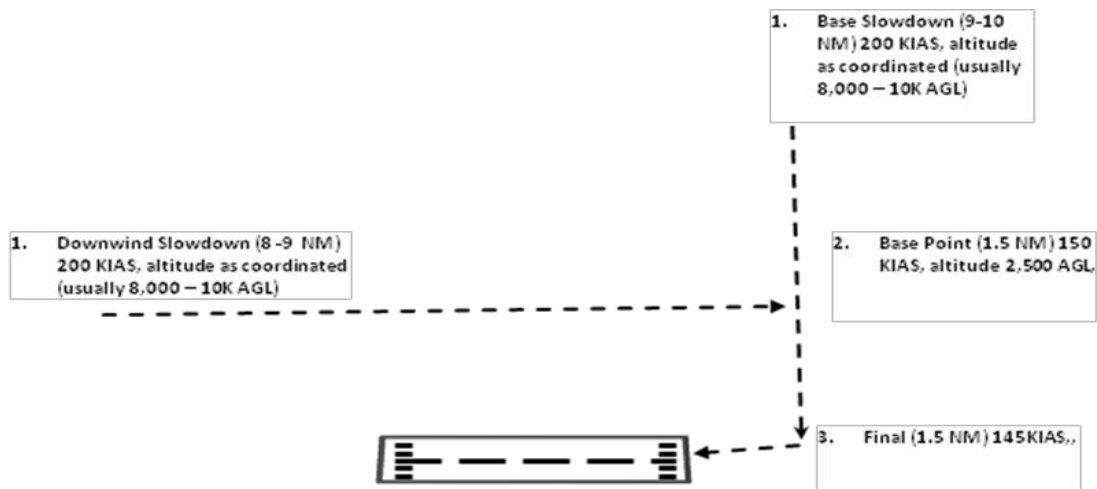 1. Base Slowdown (9-10
NM) 200 KIAS, altitude
as coordinated (usually
8,000 – 10K AGL)
1. Downwind Slowdown (8 -9 NM)
200 KIAS, altitude as coordinated
(usually 8,000 – 10K AGL)
2. Base Point (1.5 NM) 150
KIAS, altitude 2,500 AGL.
3. Final (1.5 NM) 145KIAS,,